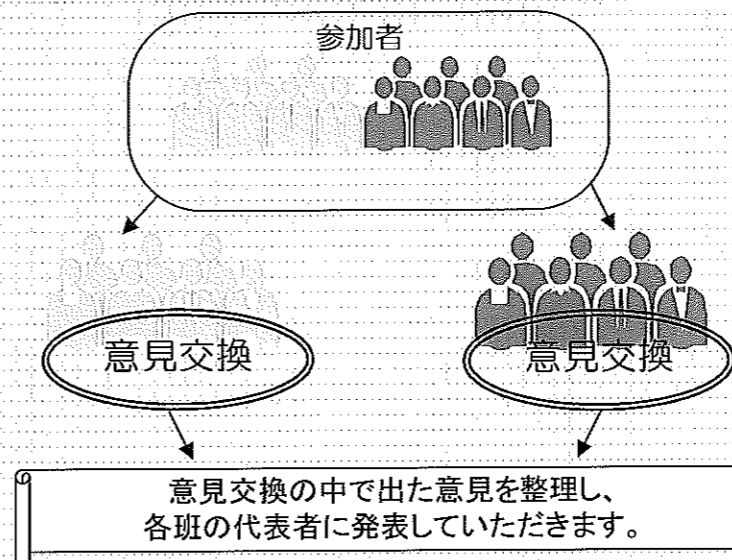 参加者
意見交換
意見交換
意見交換の中で出た意見を整理し、
各班の代表者に発表していただきます。